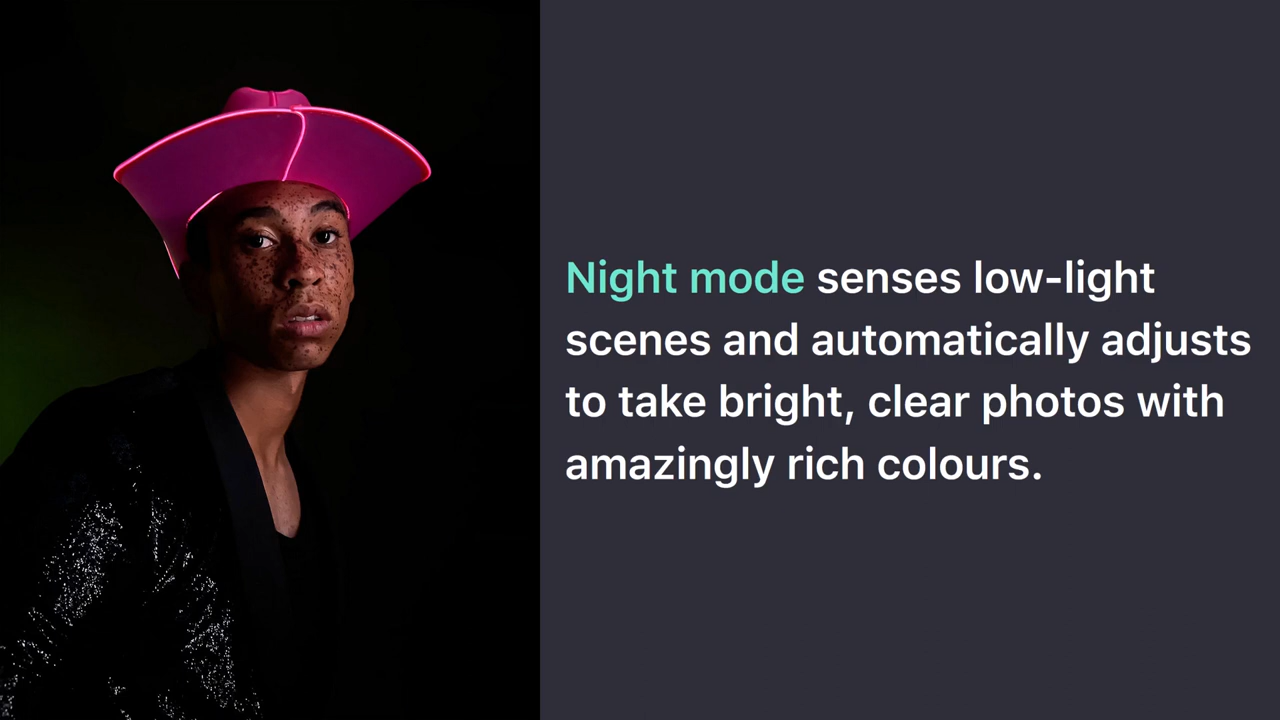 Night mode senses low-light
scenes and automatically adjusts
to take bright, clear photos with
amazingly rich colours.